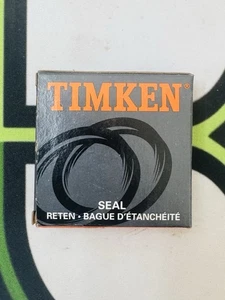 TIMKEN
SEAL
RETEN • BAGUE D'ÉTANCHÉITÉ